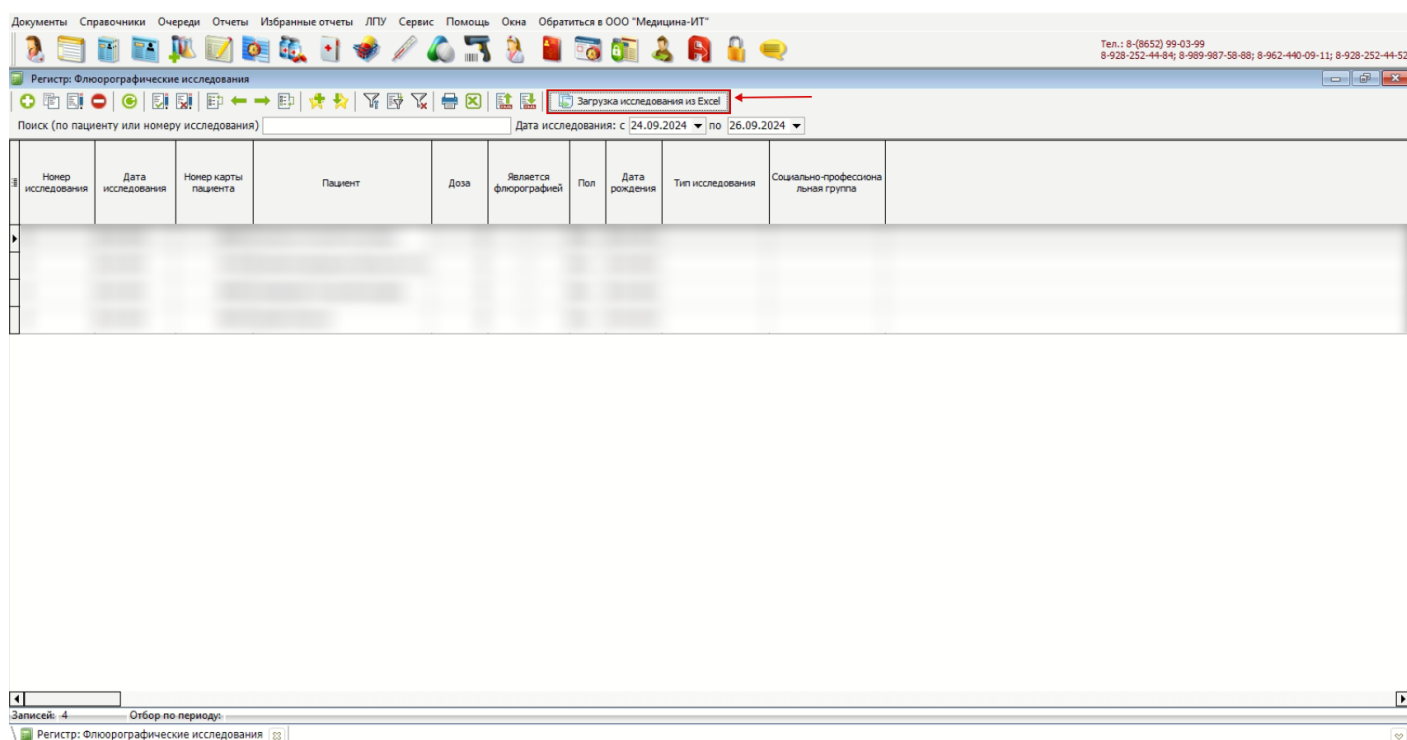 Документы Справочники Очереди Отчеты Избранные отчеты ЛПУ Сервис Помощь Окна Обратиться в ООО "Медицина-ИТ"
Тел.: 8-(8652) 99-03-99
8-928-252-44-84; 8-989-987-58-88; 8-962-440-09-11; 8-928-252-44-52
Регистр: Флюорографические исследования
Загрузка исследования из Excel
Поиск (по пациенту или номеру исследования) Дата исследования: с 24.09.2024 по 26.09.2024
Номер исследования
Дата исследования
Номер карты пациента
Пациент
Доза
Является флюрографией
Пол
Дата рождения
Тип исследования
Социально-профессиона
льная группа
Записей: 4 Отбор по периоду:
Регистр: Флюорографические исследования